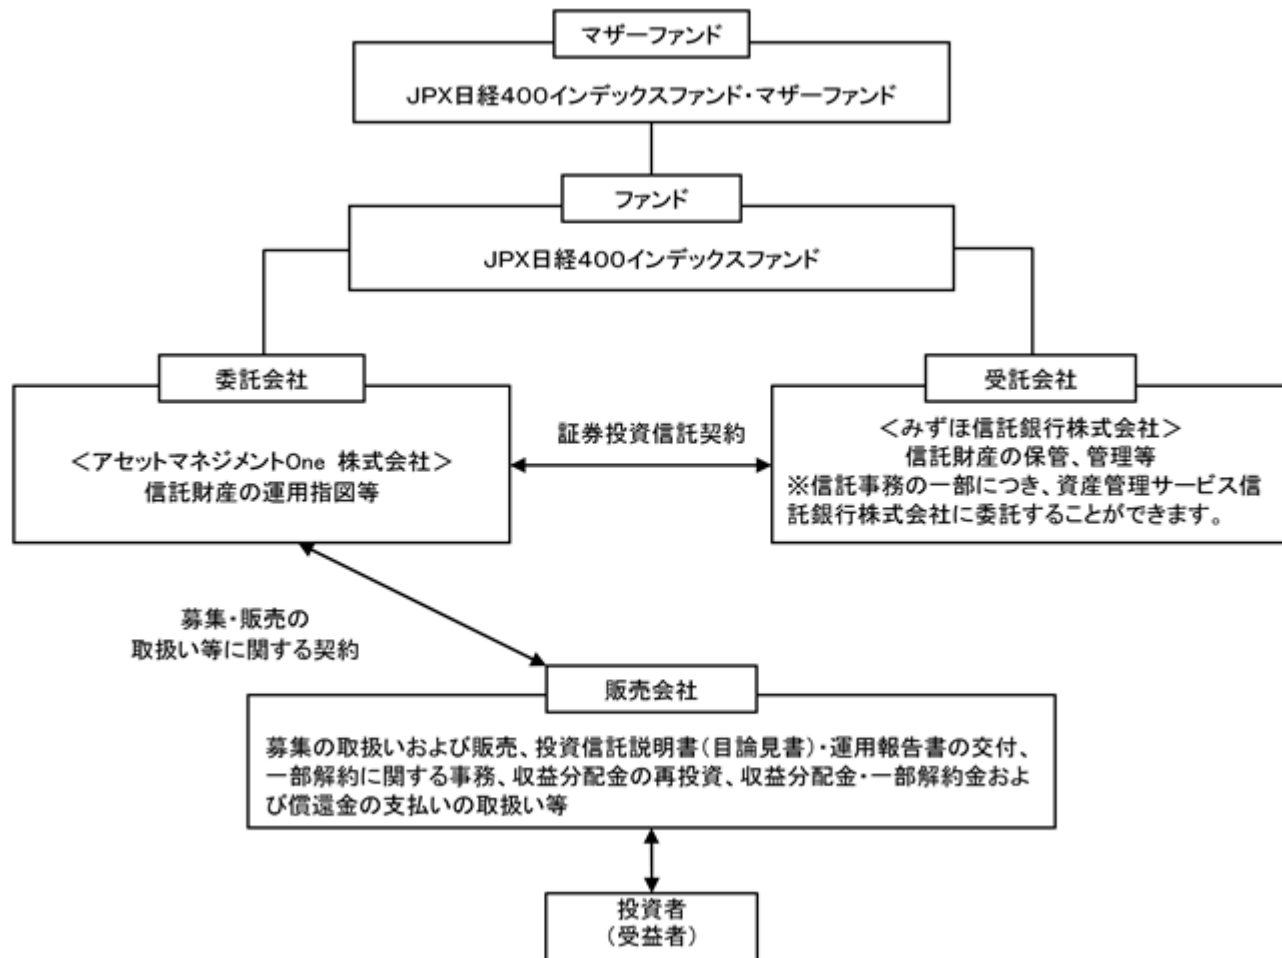 マザーファンド
JPX日経400インデックスファンド・マザーファンド
ファンド
JPX日経400インデックスファンド
委託会社
<アセットマネジメントOne 株式会社>
信託財産の運用指図等
証券投資信託契約
受託会社
<みずほ信託銀行株式会社>
信託財産の保管、管理等
※信託事務の一部につき、資産管理サービス信
託銀行株式会社に委託することができます。
募集・販売の
取扱い等に関する契約
販売会社
募集の取扱いおよび販売、投資信託説明書(目論見書)・運用報告書の交付、
一部解約に関する事務、収益分配金の再投資、収益分配金・一部解約金およ
び償還金の支払いの取扱い等
投資者
(受益者)